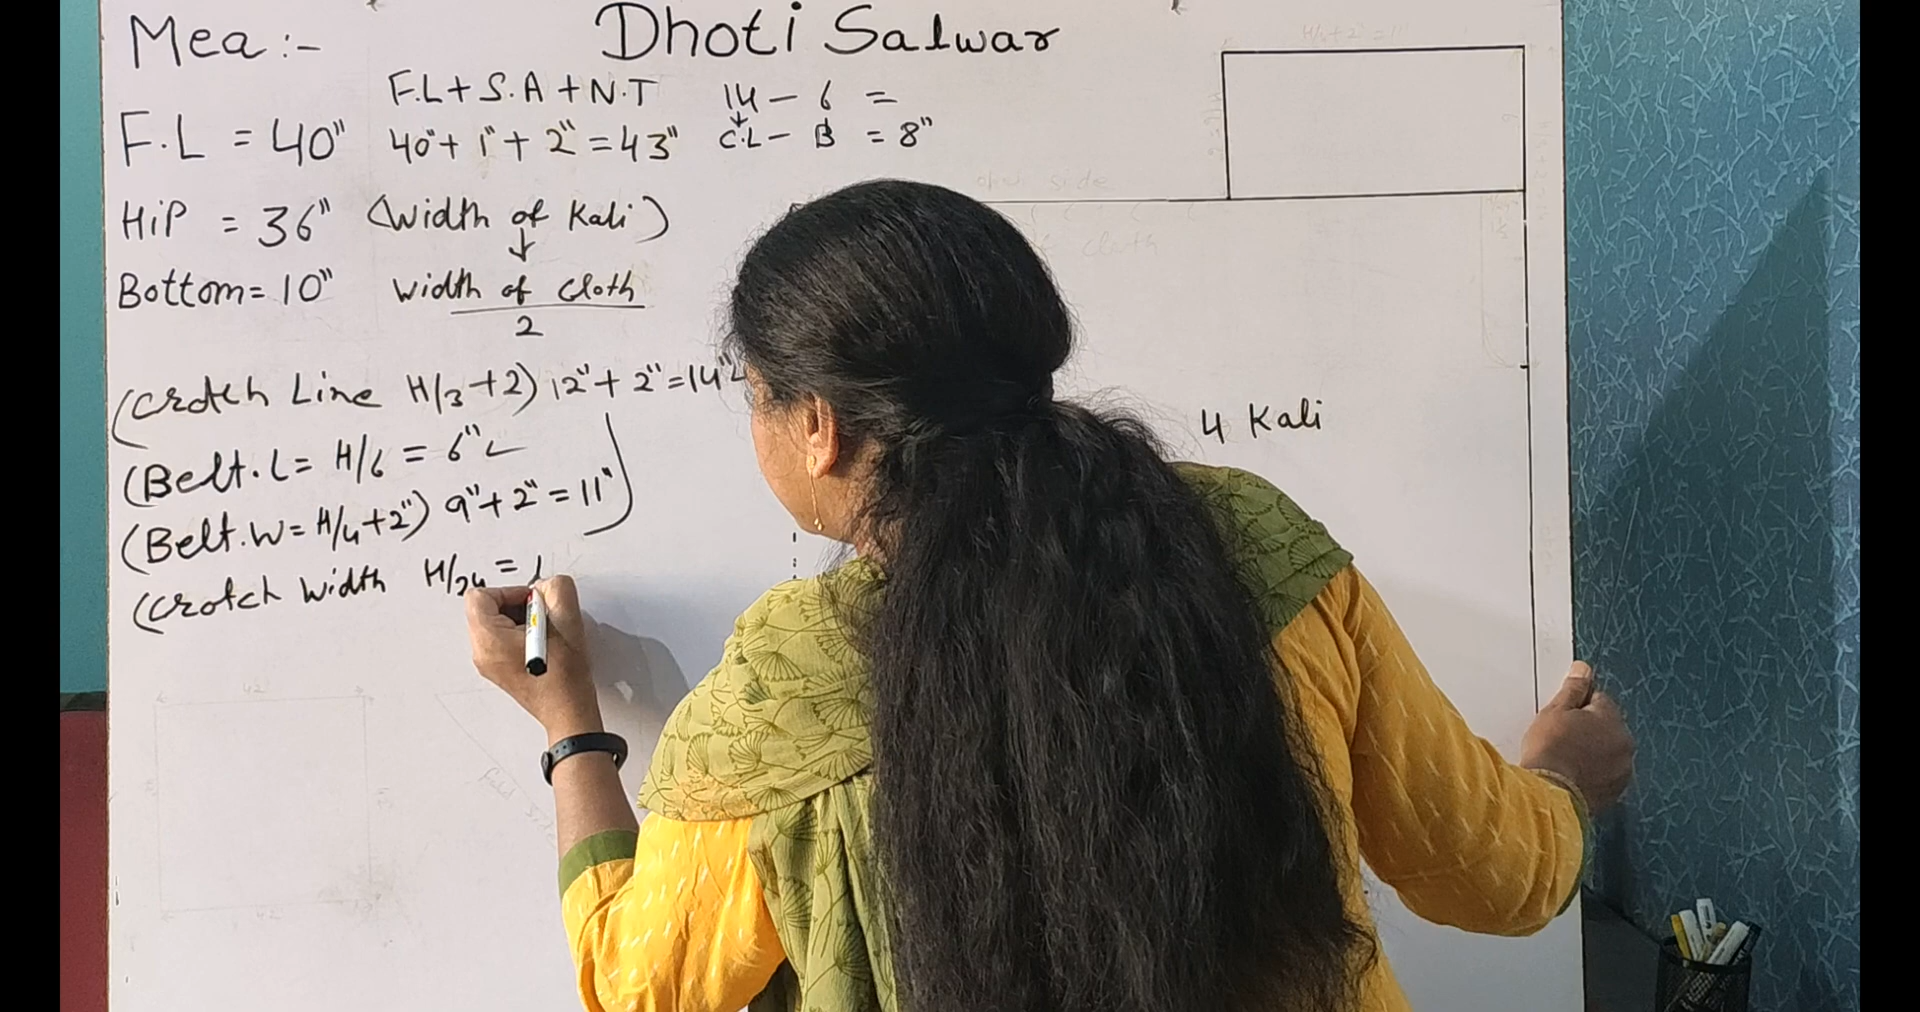 Mea :- Dhoti Salwar
F.L + S.A + N.T
14 - 6 =
F.L = 40" 40" + 1" + 2" = 43"
C.L - B = 8"
HiP = 36" (Width of Kali)
Bottom = 10" Width of Cloth
2
(Crotch Line H/3 + 2) 12" + 2" = 14"
(Belt. L = H/6 = 6"
(Belt. W = H/4 + 2") 9" + 2" = 11"
(Crotch Width H/24 =
4 Kali